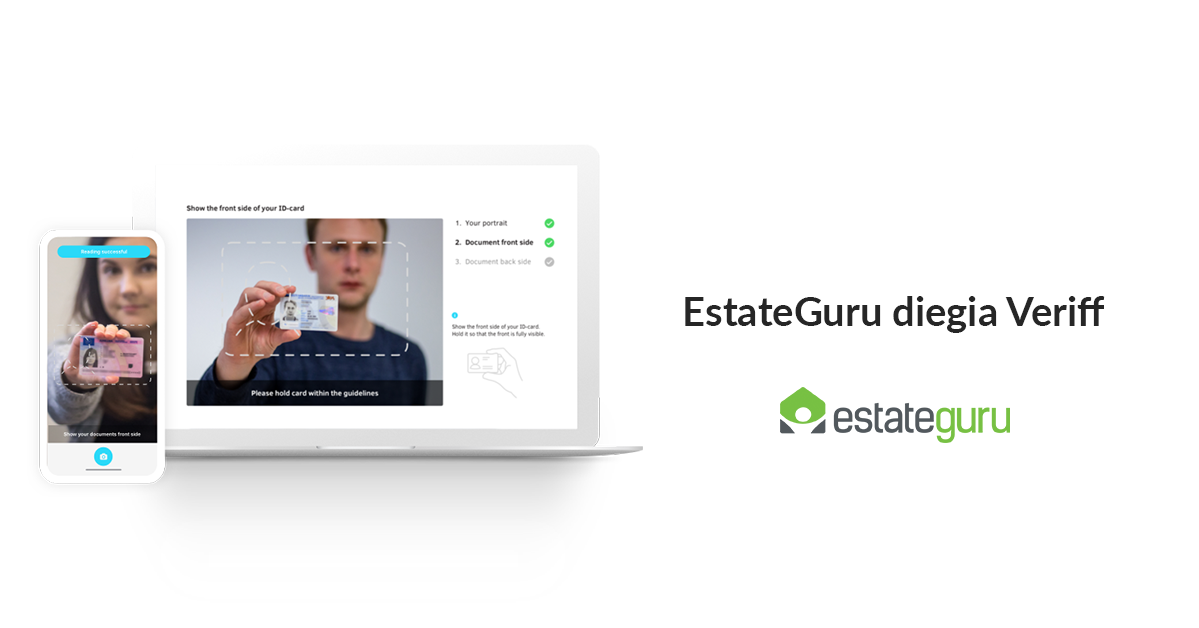 Show the front side of your ID-card
1. Your portrait
2. Document front side
3. Document back side
Show the front side of your ID-card.
Hold it so that the front is fully visible.
Please hold card within the guidelines
Reading successful
Show your documents front side
EstateGuru diegia Veriff
estateguru